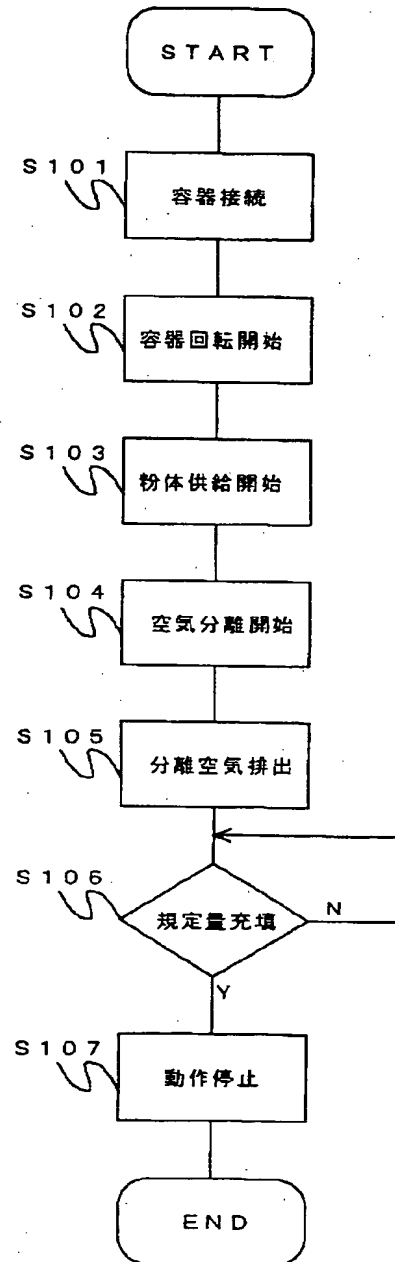 START
S101
容器接続
S102
容器回転開始
S103
粉体供給開始
S104
空気分離開始
S105
分離空気排出
S106
規定量充填
N
Y
S107
動作停止
END